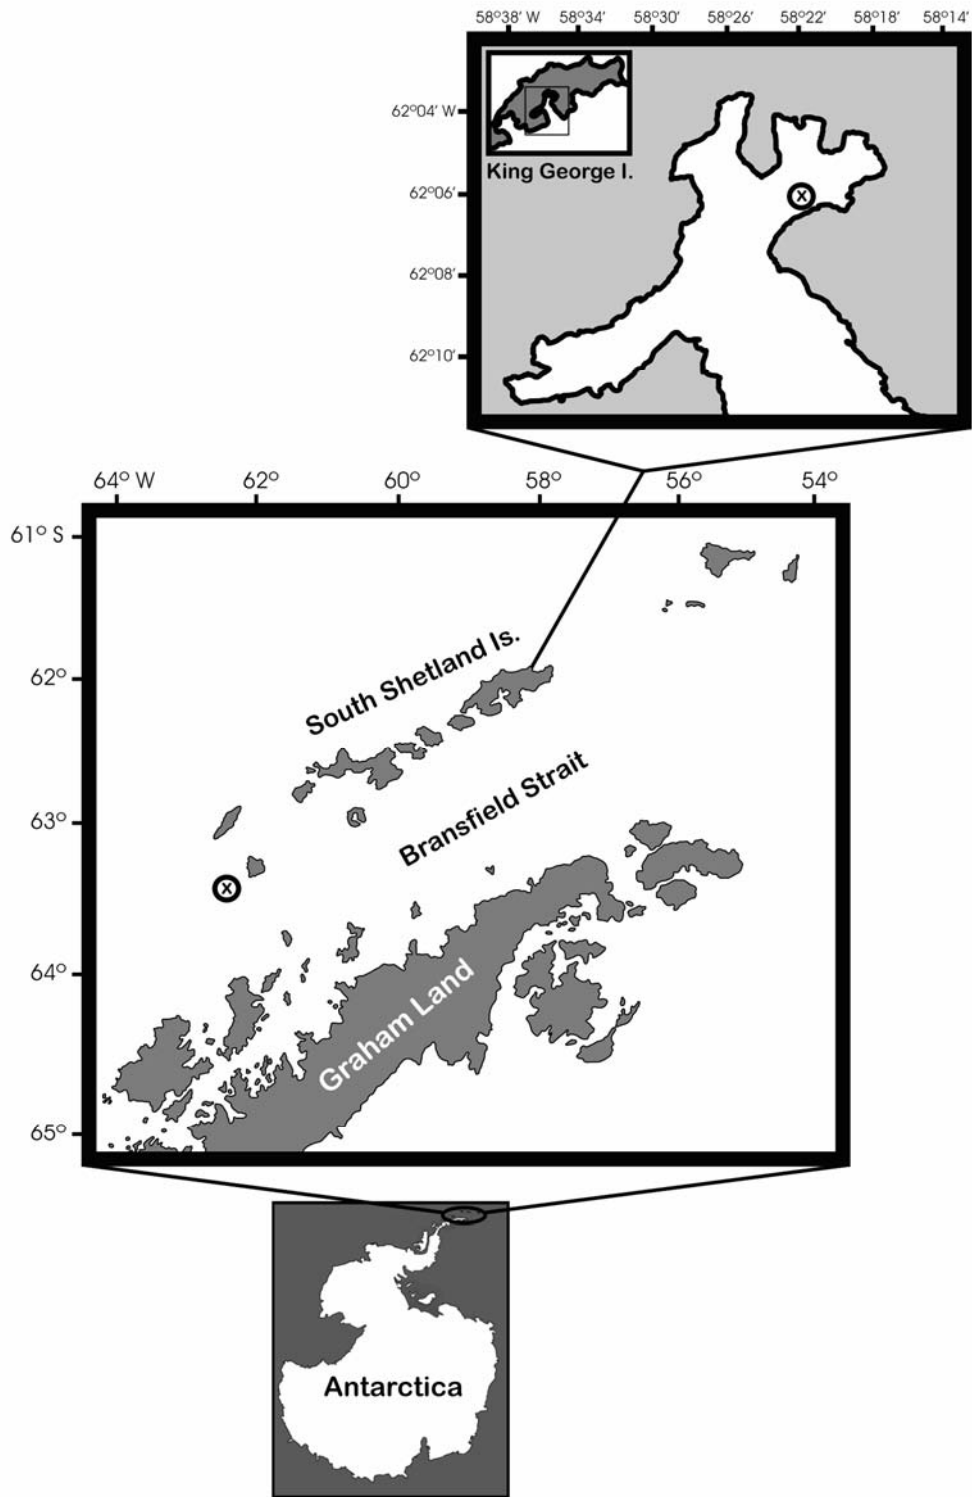 58°38' W 58°34' 58°30' 58°26' 58°22' 58°18' 58°14'
62°04' W
King George I.
62°06'
X
62°08'
62°10'
64° W 62° 60° 58° 56° 54°
61° S
South Shetland Is.
62°
Bransfield Strait
63°
X
64°
Graham Land
65°
Antarctica